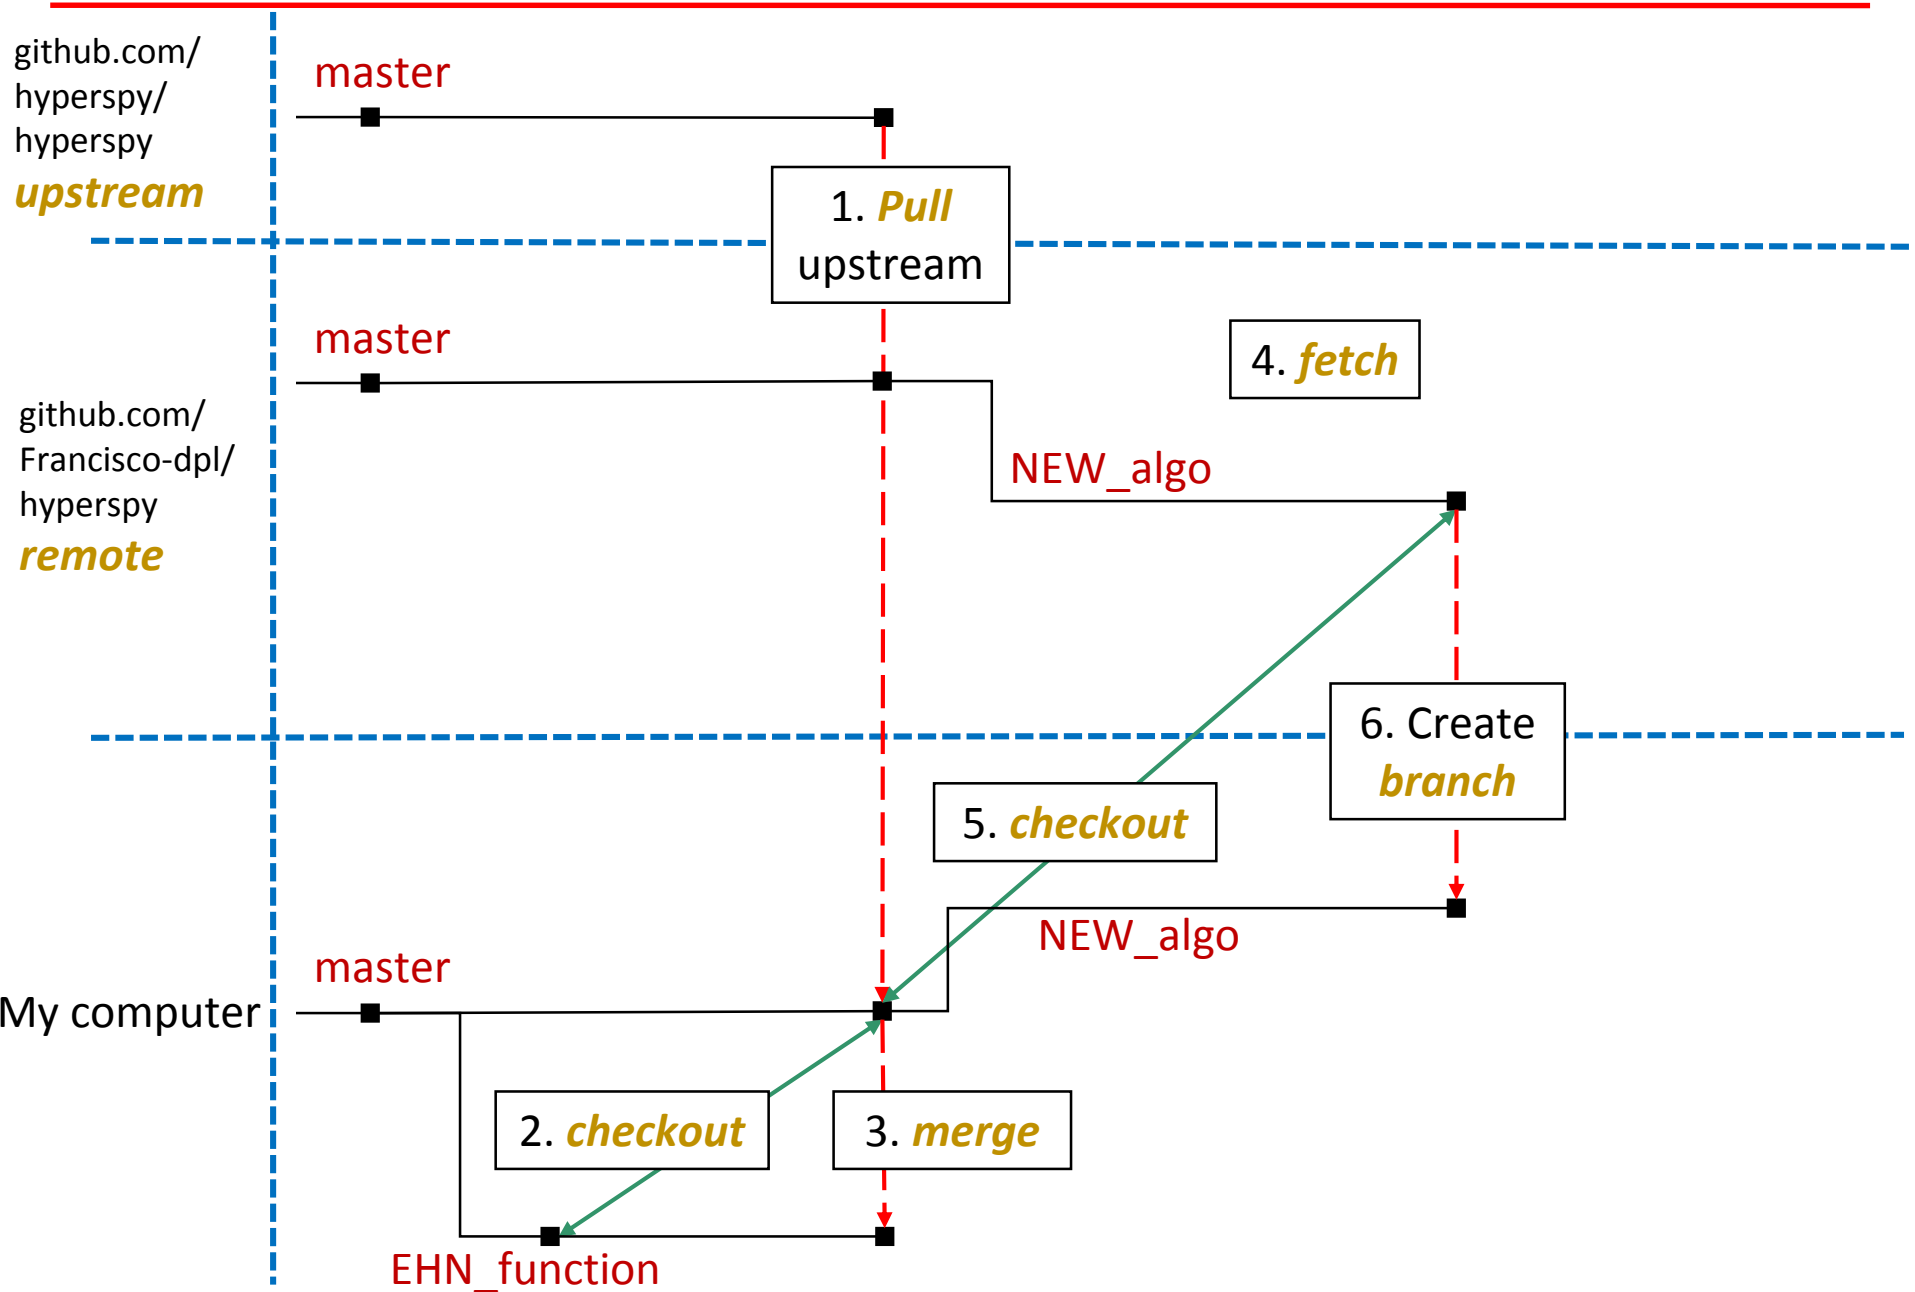 github.com/
hyperspy/
hyperspy
upstream
master
1. Pull
upstream
master
4. fetch
github.com/
Francisco-dpl/
hyperspy
remote
NEW_algo
6. Create
branch
5. checkout
NEW_algo
master
My computer
2. checkout
3. merge
EHN_function